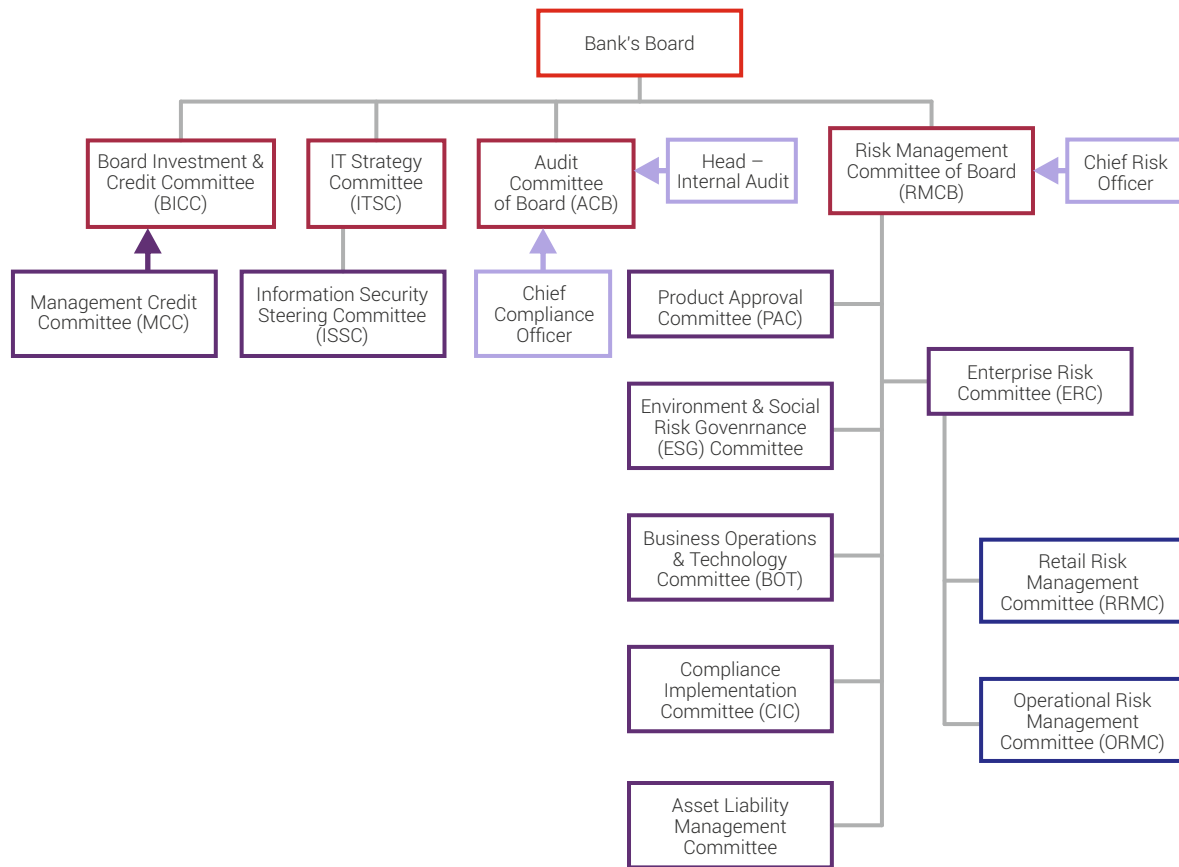 Bank's Board
Board Investment &
Credit Committee
(BICC)
IT Strategy
Committee
(ITSC)
Audit
Committee
of Board (ACB)
Head –
Internal Audit
Risk Management
Committee of Board
(RMCB)
Chief Risk
Officer
Management Credit
Committee (MCC)
Information Security
Steering Committee
(ISSC)
Chief
Compliance
Officer
Product Approval
Committee (PAC)
Enterprise Risk
Committee (ERC)
Environment & Social
Risk Govenrnance
(ESG) Committee
Business Operations
& Technology
Committee (BOT)
Retail Risk
Management
Committee (RRMC)
Compliance
Implementation
Committee (CIC)
Operational Risk
Management
Committee (ORMC)
Asset Liability
Management
Committee